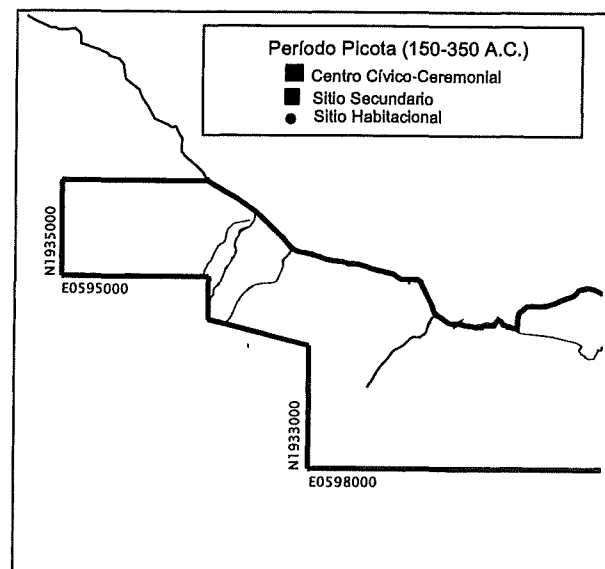 Período Picota (150-350 A.C.)
Centro Cívico-Ceremonial
Sitio Secundario
Sitio Habitacional
N1935000
E0595000
N1933000
E0598000